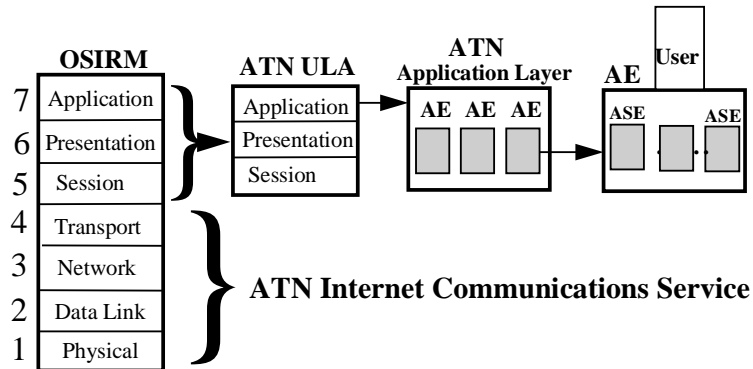 OSIRM
7 Application
6 Presentation
5 Session
4 Transport
3 Network
2 Data Link
1 Physical
ATN ULA
Application
Presentation
Session
ATN
Application Layer
AE AE AE
User
AE
ASE ASE
ATN Internet Communications Service